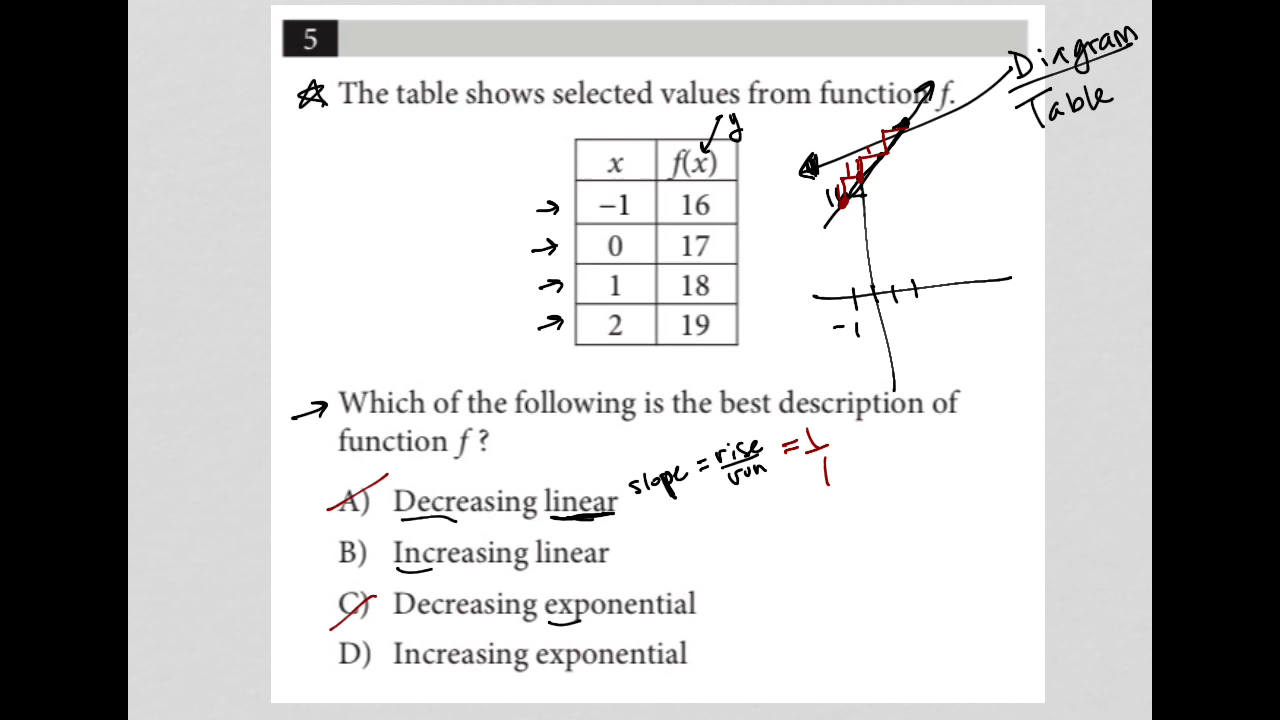 5
Diagram
Table
The table shows selected values from function f.
y
x f(x)
−1 16
0 17
1 18
2 19
-1
Which of the following is the best description of
function f ?
slope = rise/run = 1/1
A) Decreasing linear
B) Increasing linear
C) Decreasing exponential
D) Increasing exponential